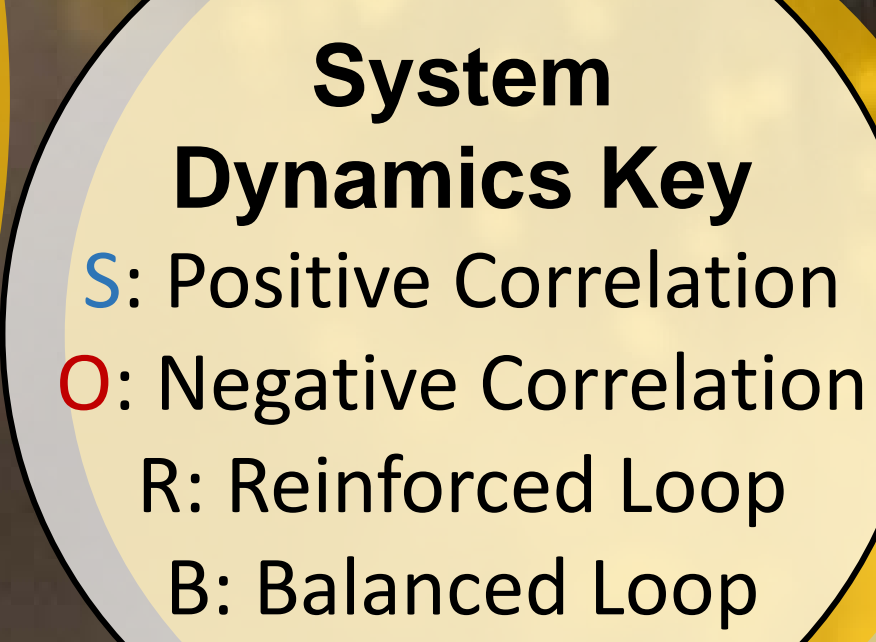 System
Dynamics Key
S: Positive Correlation
O: Negative Correlation
R: Reinforced Loop
B: Balanced Loop